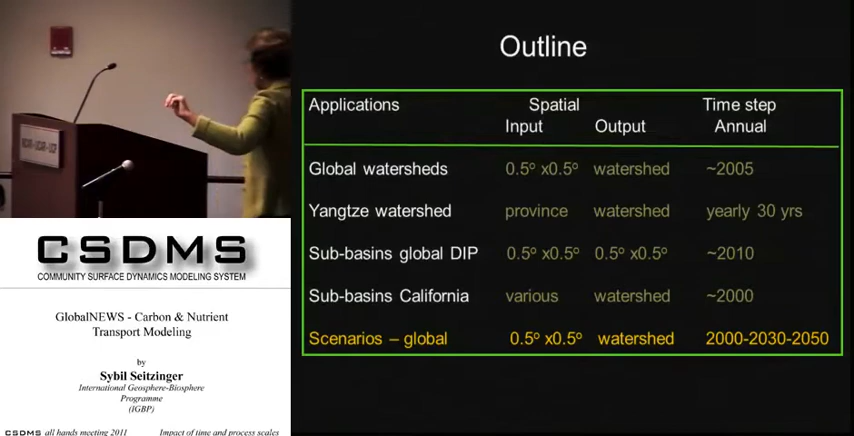 Outline
Applications Spatial Time step
Input Output Annual
Global watersheds 0.5º x0.5º watershed ~2005
Yangtze watershed province watershed yearly 30 yrs
Sub-basins global DIP 0.5º x0.5º 0.5º x0.5º ~2010
Sub-basins California various watershed ~2000
Scenarios – global 0.5º x0.5º watershed 2000-2030-2050
CSDMS
COMMUNITY SURFACE DYNAMICS MODELING SYSTEM
GlobalNEWS - Carbon & Nutrient
Transport Modeling
by
Sybil Seitzinger
International Geosphere-Biosphere
Programme
(IGBP)
CSDMS all hands meeting 2011 Impact of time and process scales